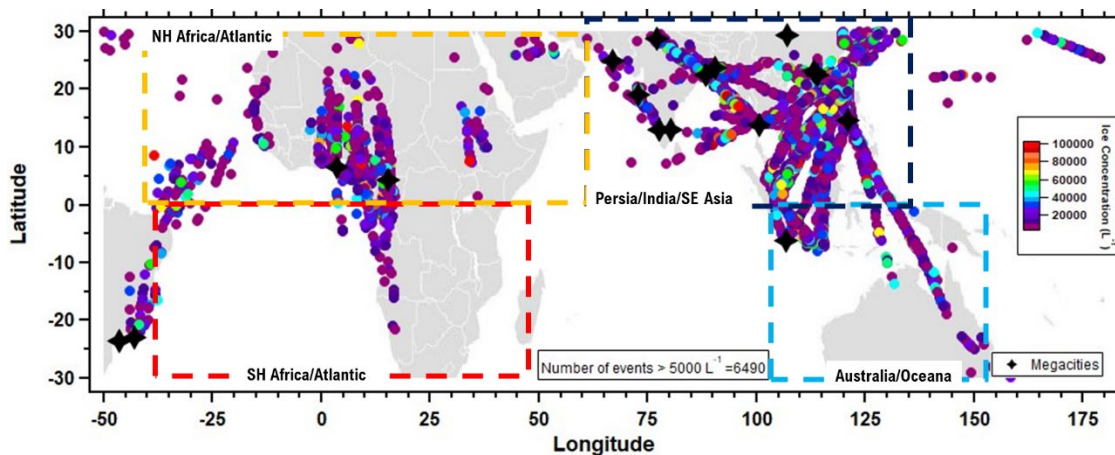 30
20
10
0
-10
-20
-30
Latitude
-50
-25
0
25
50
75
100
125
150
175
Longitude
NH Africa/Atlantic
Persia/India/SE Asia
SH Africa/Atlantic
Australia/Oceana
Number of events > 5000 L⁻¹ =6490
Megacities
100000
80000
60000
40000
20000
Ice Concentration (L⁻¹)